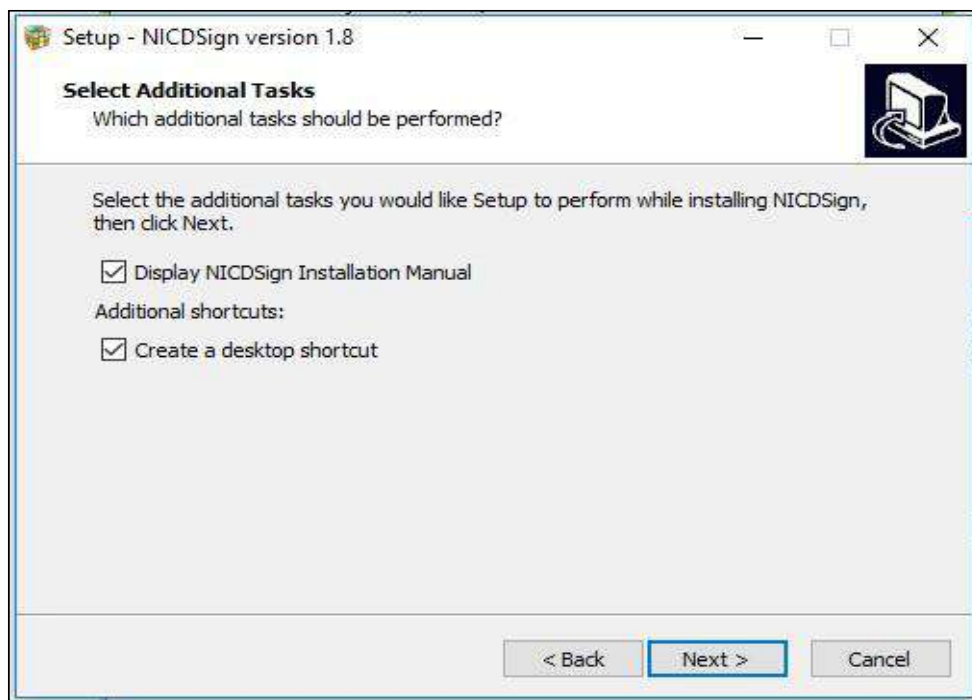 Setup - NICDSign version 1.8
Select Additional Tasks
Which additional tasks should be performed?
Select the additional tasks you would like Setup to perform while installing NICDSign,
then click Next.
Display NICDSign Installation Manual
Additional shortcuts:
Create a desktop shortcut
< Back Next > Cancel